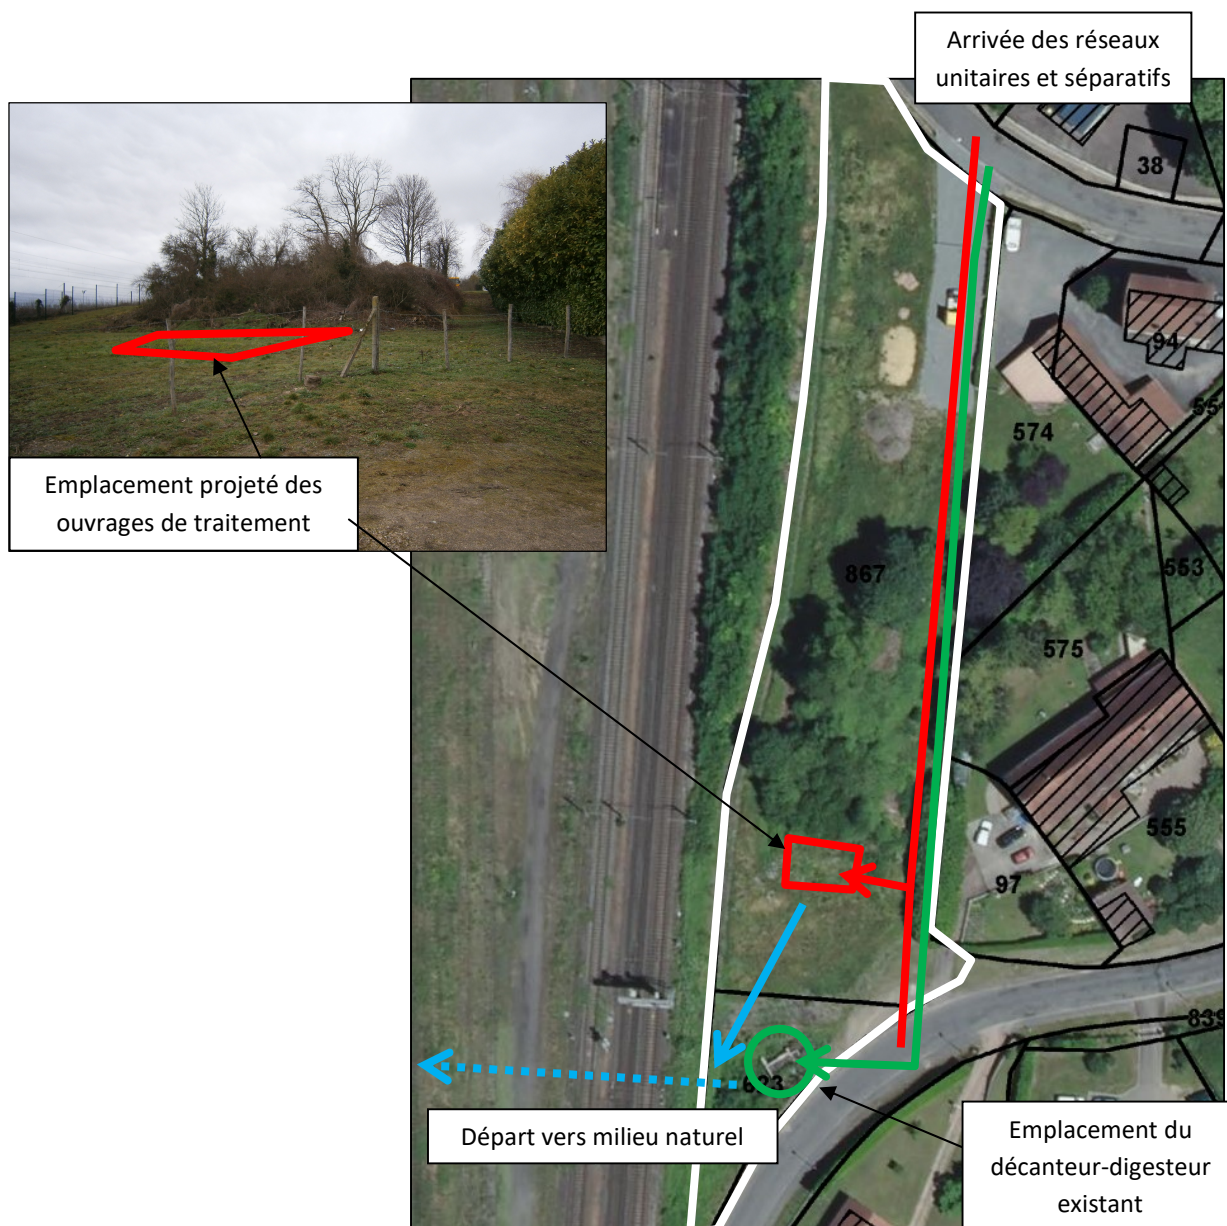 Arrivée des réseaux
unitaires et séparatifs
38
94
574
Emplacement projeté des
ouvrages de traitement
867
553
575
555
97
839
623
Départ vers milieu naturel
Emplacement du
décanteur-digesteur
existant